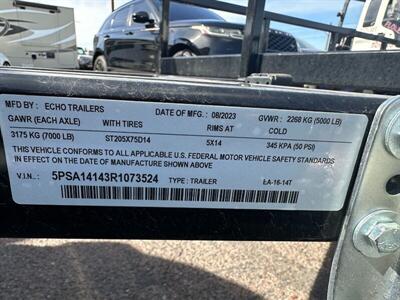 MFG. BY: ECHO TRAILERS DATE OF MFG.: 08/2023 GVWR: 2268 KG (5000 LB)
GAWR (EACH AXLE) WITH TIRES RIMS AT COLD
3175 KG (7000 LB) ST205X75D14 5X14 345 KPA (50 PSI)
THIS VEHICLE CONFORMS TO ALL APPLICABLE U.S. FEDERAL MOTOR VEHICLE SAFETY STANDARDS
IN EFFECT ON THE DATE OF MANUFACTURE SHOWN ABOVE.
V.I.N.: 5PSA14143R1073524 TYPE: TRAILER EA-16-14T